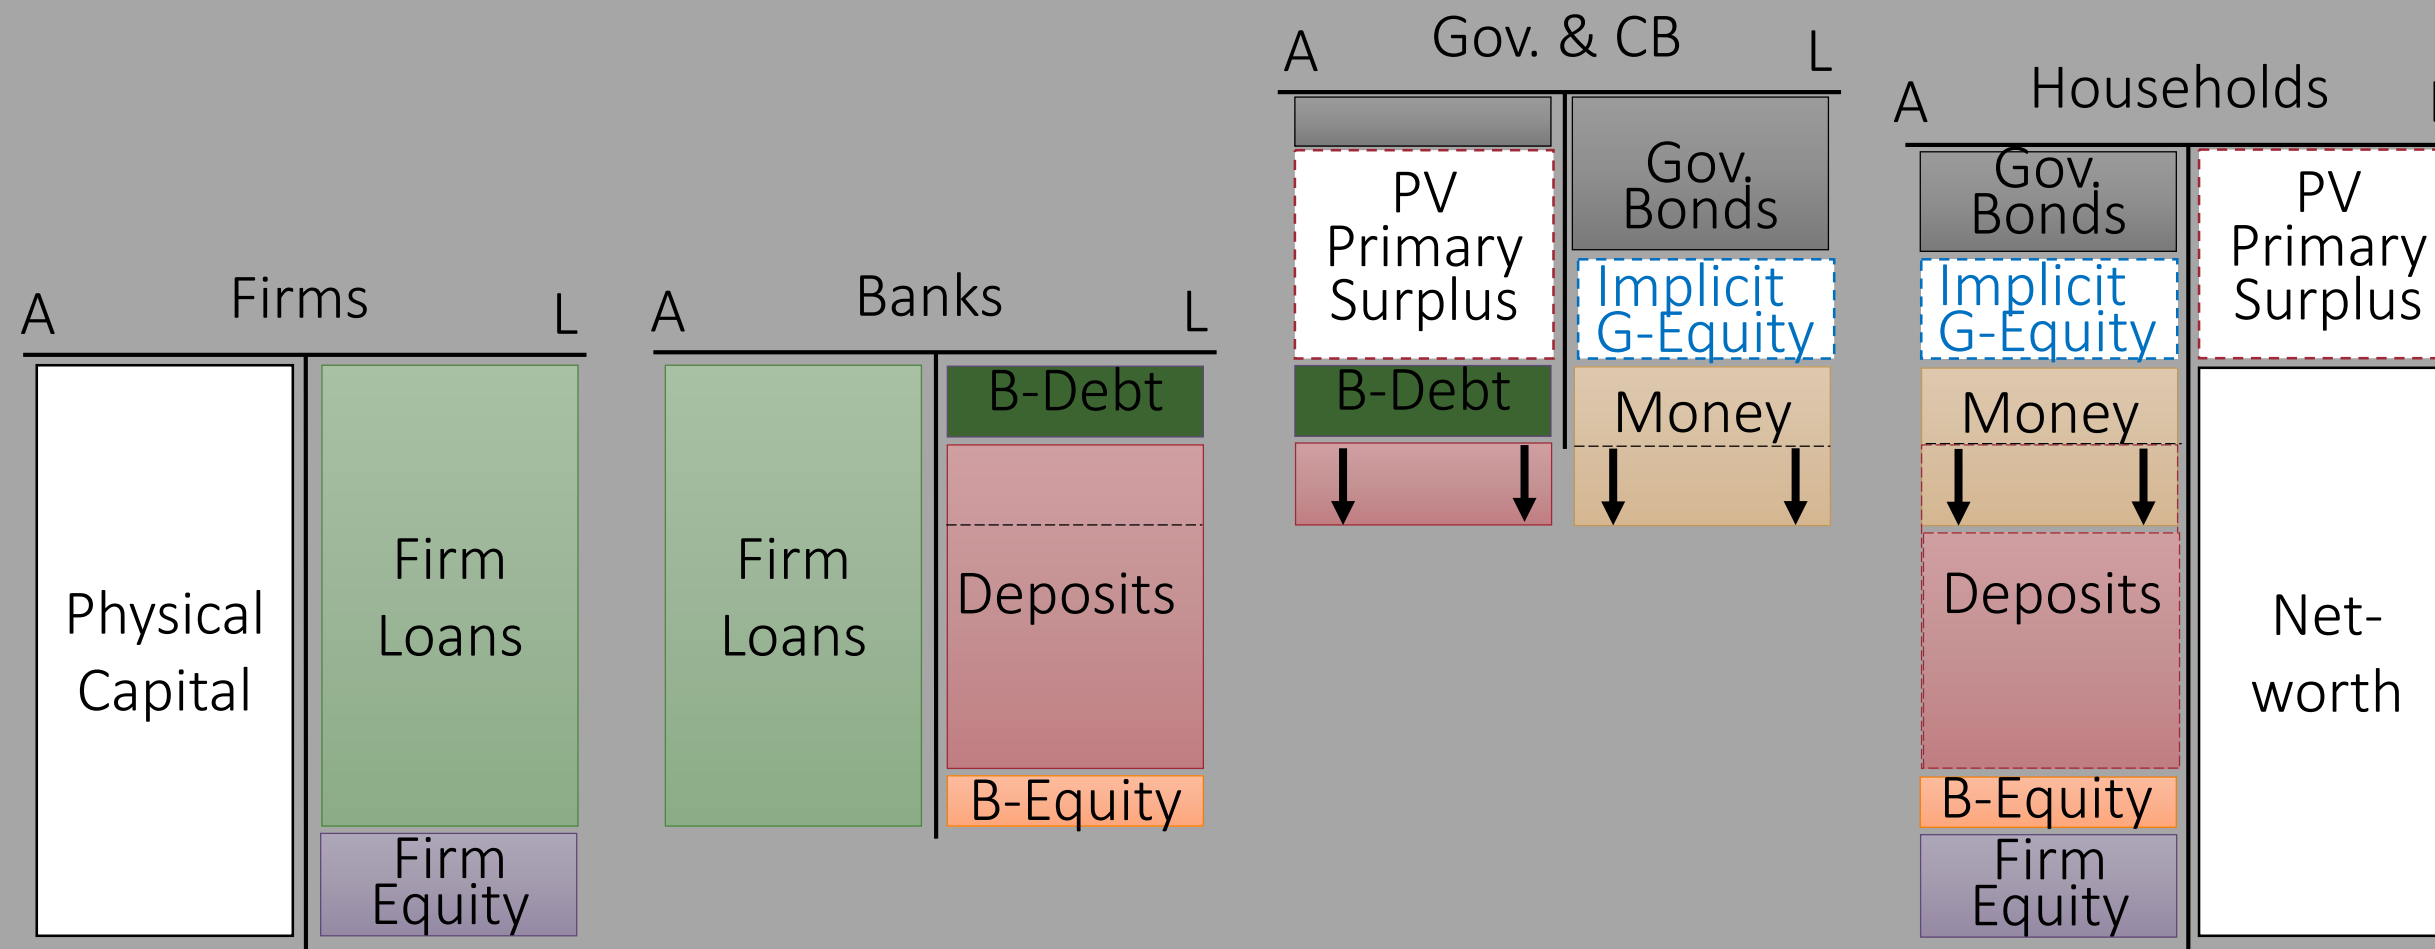 A Firms L
Physical
Capital
Firm
Loans
Firm
Equity
A Banks L
Firm
Loans
B-Debt
Deposits
B-Equity
A Gov. & CB L
PV
Primary
Surplus
B-Debt
Gov.
Bonds
Implicit
G-Equity
Money
A Households
Gov.
Bonds
Implicit
G-Equity
Money
Deposits
B-Equity
Firm
Equity
PV
Primary
Surplus
Net-
worth